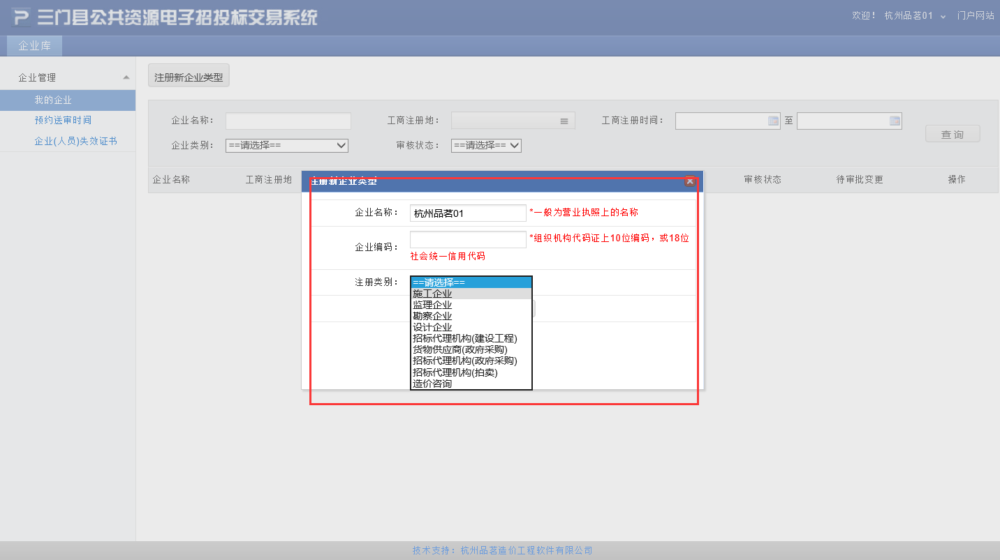 三门县公共资源电子招投标交易系统
欢迎！ 杭州品茗01 门户网站
企业库
企业管理
我的企业
预约送审时间
企业(人员)失效证书
注册新企业类型
企业名称： 工商注册地： 工商注册时间： 至
企业类别： ==请选择== 审核状态： ==请选择== 查 询
企业名称 工商注册地 审核状态 待审批变更 操作
注册新企业类型
企业名称： 杭州品茗01 *一般为营业执照上的名称
企业编码： *组织机构代码证上10位编码，或18位
社会统一信用代码
注册类别： ==请选择==
施工企业
监理企业
勘察企业
设计企业
招标代理机构(建设工程)
货物供应商(政府采购)
招标代理机构(政府采购)
招标代理机构(拍卖)
造价咨询
技术支持：杭州品茗造价工程软件有限公司